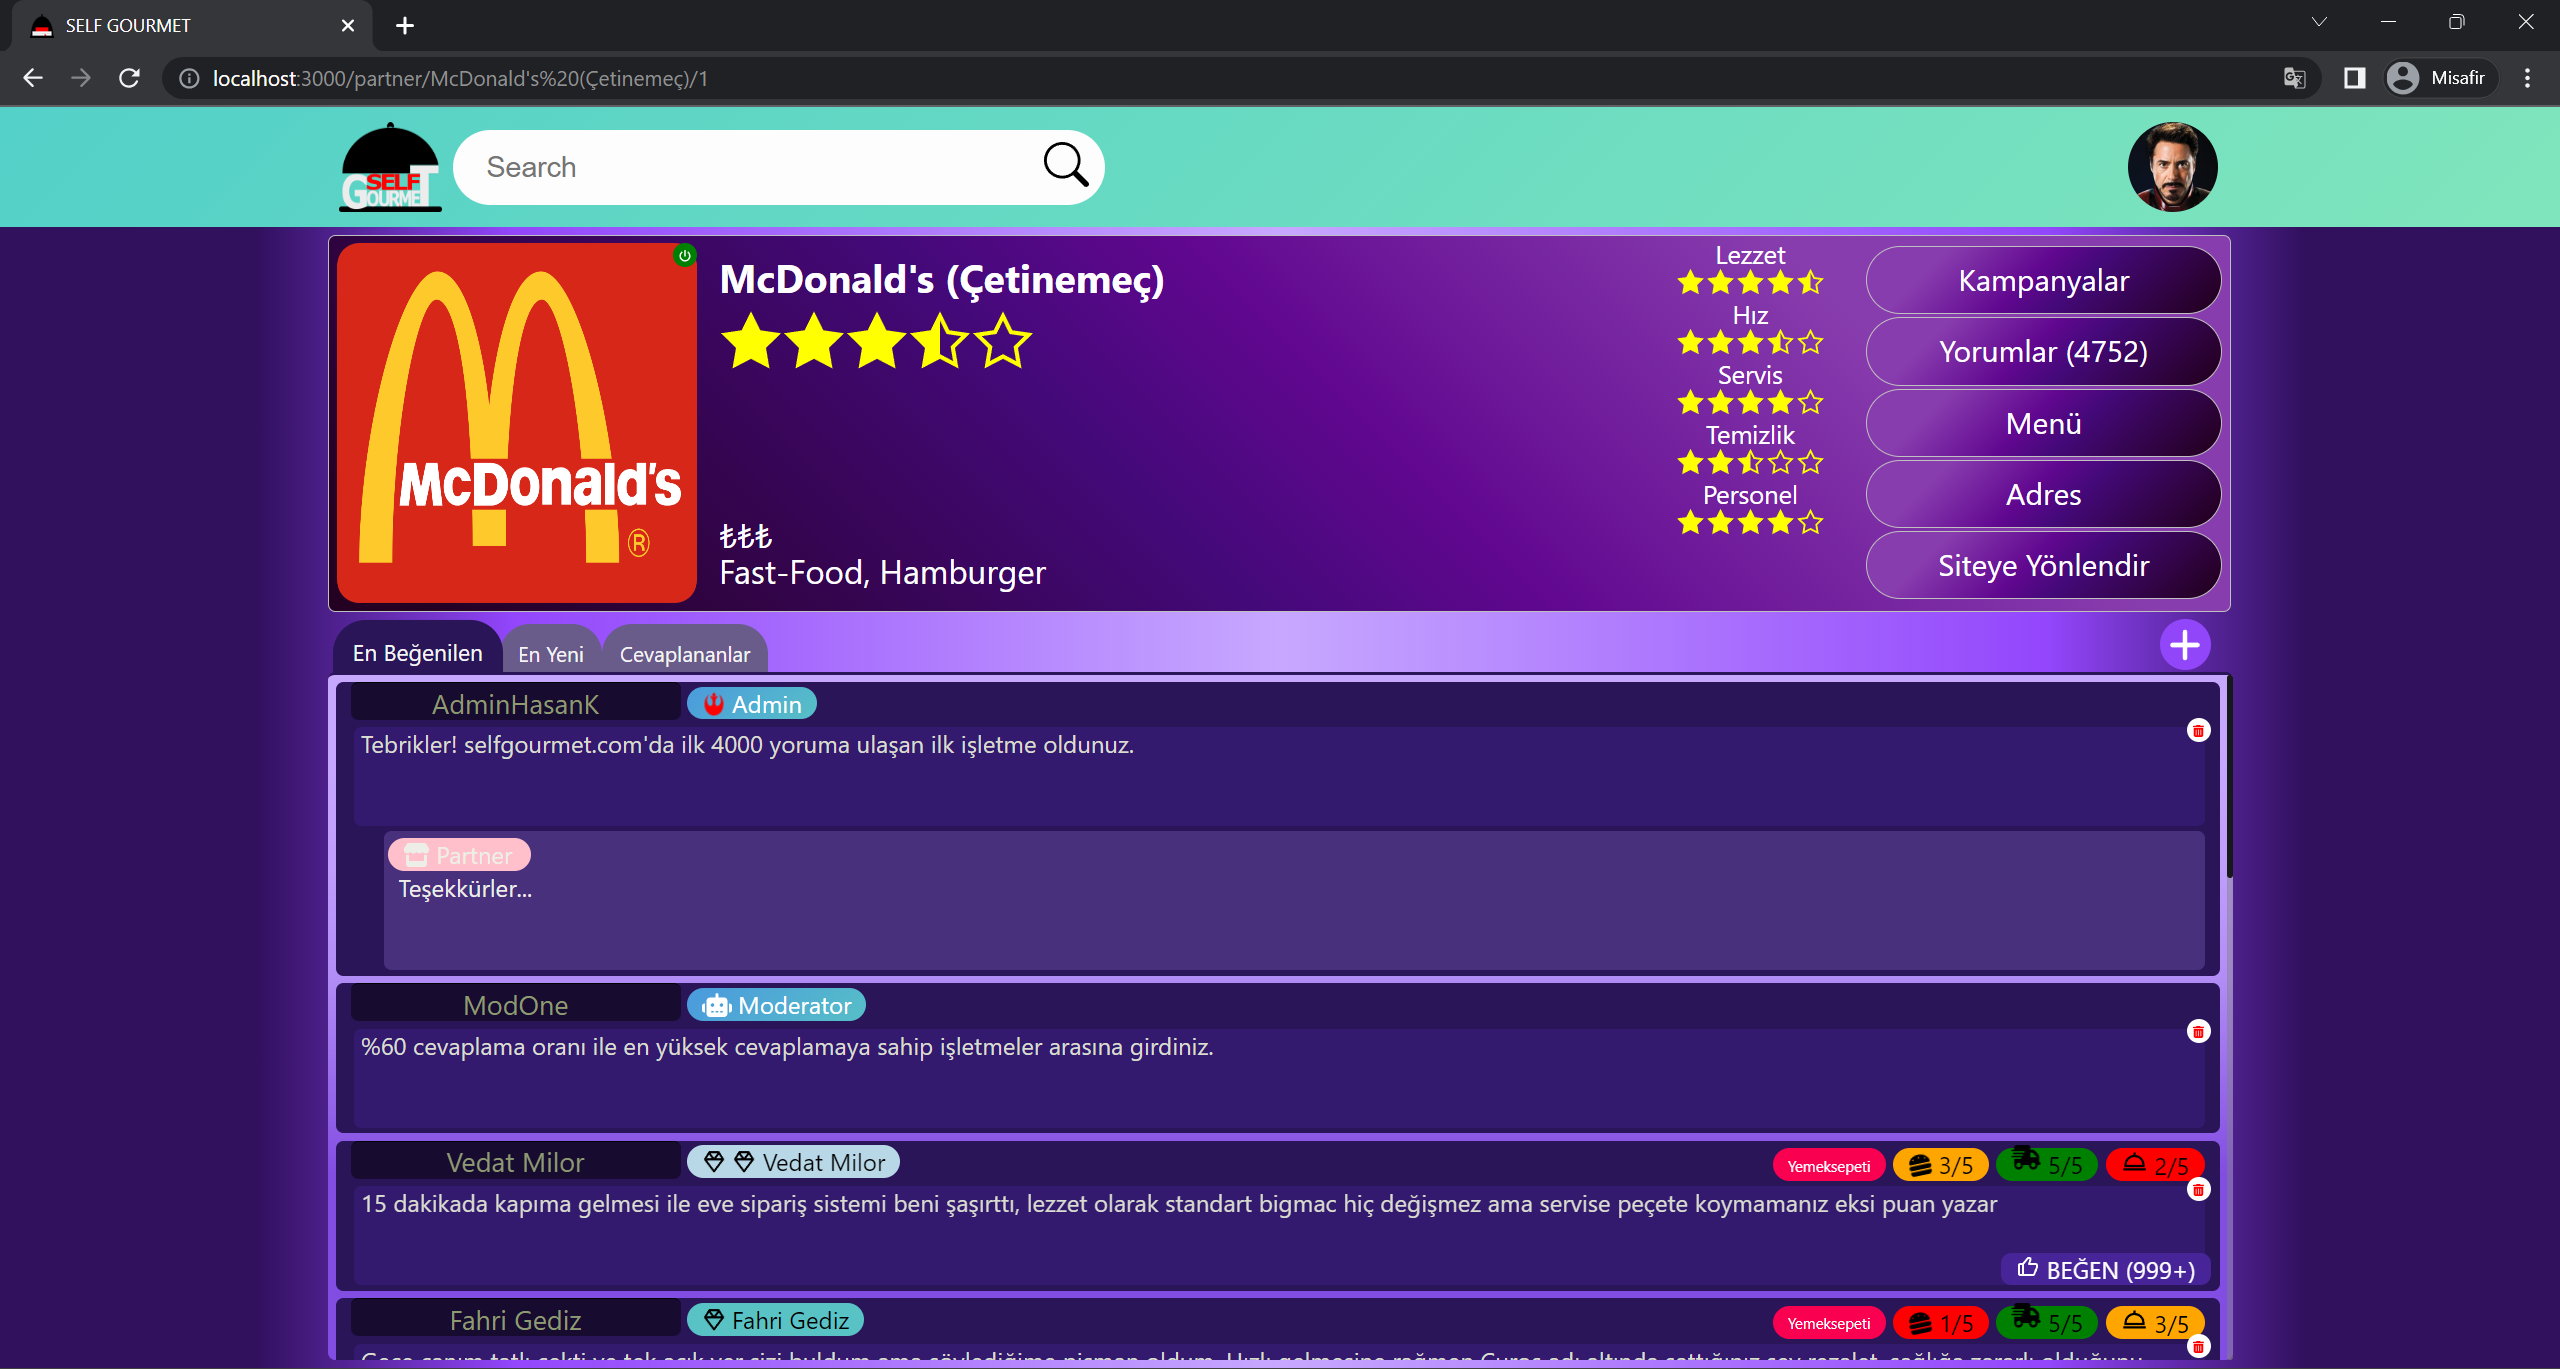 SELF GOURMET
localhost:3000/partner/McDonald's%20(Çetinemeç)/1
Misafir
SELF
GOURMET
Search
McDonald's (Çetinemeç)
McDonald's
®
₺₺₺
Fast-Food, Hamburger
Lezzet
Hız
Servis
Temizlik
Personel
Kampanyalar
Yorumlar (4752)
Menü
Adres
Siteye Yönlendir
En Beğenilen
En Yeni
Cevaplananlar
AdminHasanK
Admin
Tebrikler! selfgourmet.com'da ilk 4000 yoruma ulaşan ilk işletme oldunuz.
Partner
Teşekkürler...
ModOne
Moderator
%60 cevaplama oranı ile en yüksek cevaplamaya sahip işletmeler arasına girdiniz.
Vedat Milor
Vedat Milor
Yemeksepeti
3/5
5/5
2/5
15 dakikada kapıma gelmesi ile eve sipariş sistemi beni şaşırttı, lezzet olarak standart bigmac hiç değişmez ama servise peçete koymamanız eksi puan yazar
BEĞEN (999+)
Fahri Gediz
Fahri Gediz
Yemeksepeti
1/5
5/5
3/5